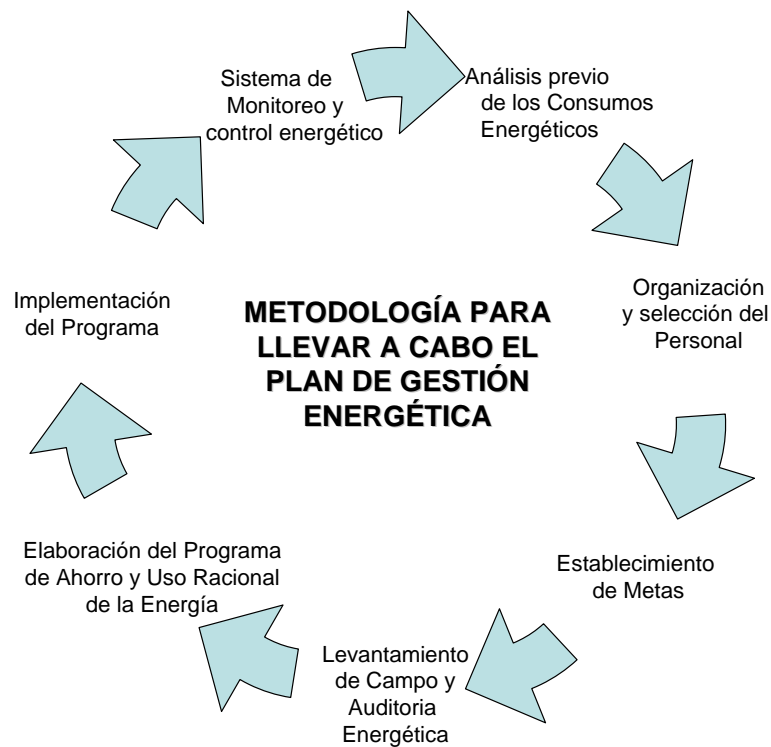 Sistema de
Monitoreo y
control energético
Análisis previo
de los Consumos
Energéticos
Organización
y selección del
Personal
Establecimiento
de Metas
Levantamiento
de Campo y
Auditoria
Energética
Elaboración del Programa
de Ahorro y Uso Racional
de la Energía
Implementación
del Programa
METODOLOGÍA PARA
LLEVAR A CABO EL
PLAN DE GESTIÓN
ENERGÉTICA